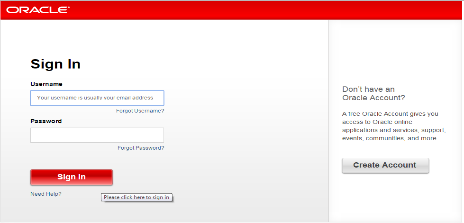 ORACLE
Sign In
Username
Your username is usually your email address
Forgot Username?
Password
Forgot Password?
Sign In
Please click here to sign in
Need Help?
Don't have an
Oracle Account?
A free Oracle Account gives you
access to Oracle online
applications and services, support,
events, communities, and more.
Create Account